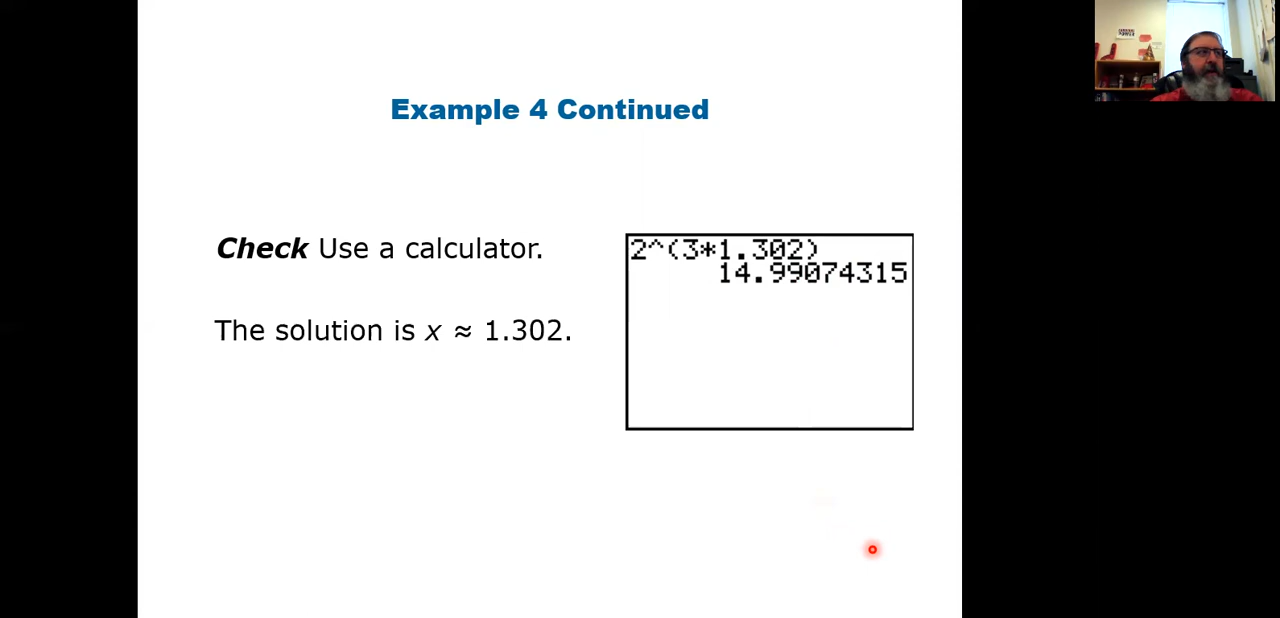 Example 4 Continued
Check Use a calculator.
2^(3*1.302)
14.99074315
The solution is x ≈ 1.302.